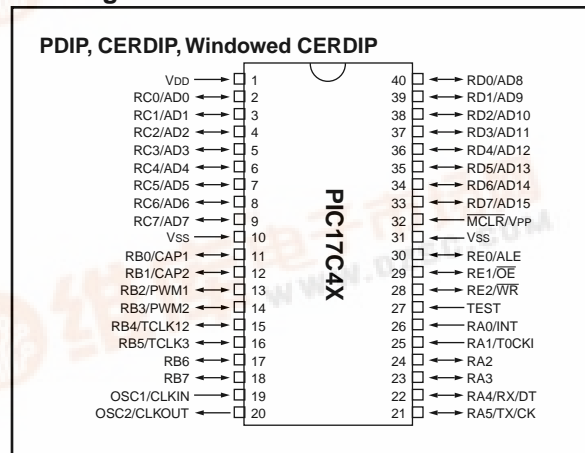 PDIP, CERDIP, Windowed CERDIP
VDD 1 40 RD0/AD8
RC0/AD0 2 39 RD1/AD9
RC1/AD1 3 38 RD2/AD10
RC2/AD2 4 37 RD3/AD11
RC3/AD3 5 36 RD4/AD12
RC4/AD4 6 35 RD5/AD13
RC5/AD5 7 34 RD6/AD14
RC6/AD6 8 33 RD7/AD15
RC7/AD7 9 32 MCLR/VPP
VSS 10 31 VSS
RB0/CAP1 11 30 RE0/ALE
RB1/CAP2 12 29 RE1/OE
RB2/PWM1 13 28 RE2/WR
RB3/PWM2 14 27 TEST
RB4/TCLK12 15 26 RA0/INT
RB5/TCLK3 16 25 RA1/T0CKI
RB6 17 24 RA2
RB7 18 23 RA3
OSC1/CLKIN 19 22 RA4/RX/DT
OSC2/CLKOUT 20 21 RA5/TX/CK
PIC17C4X